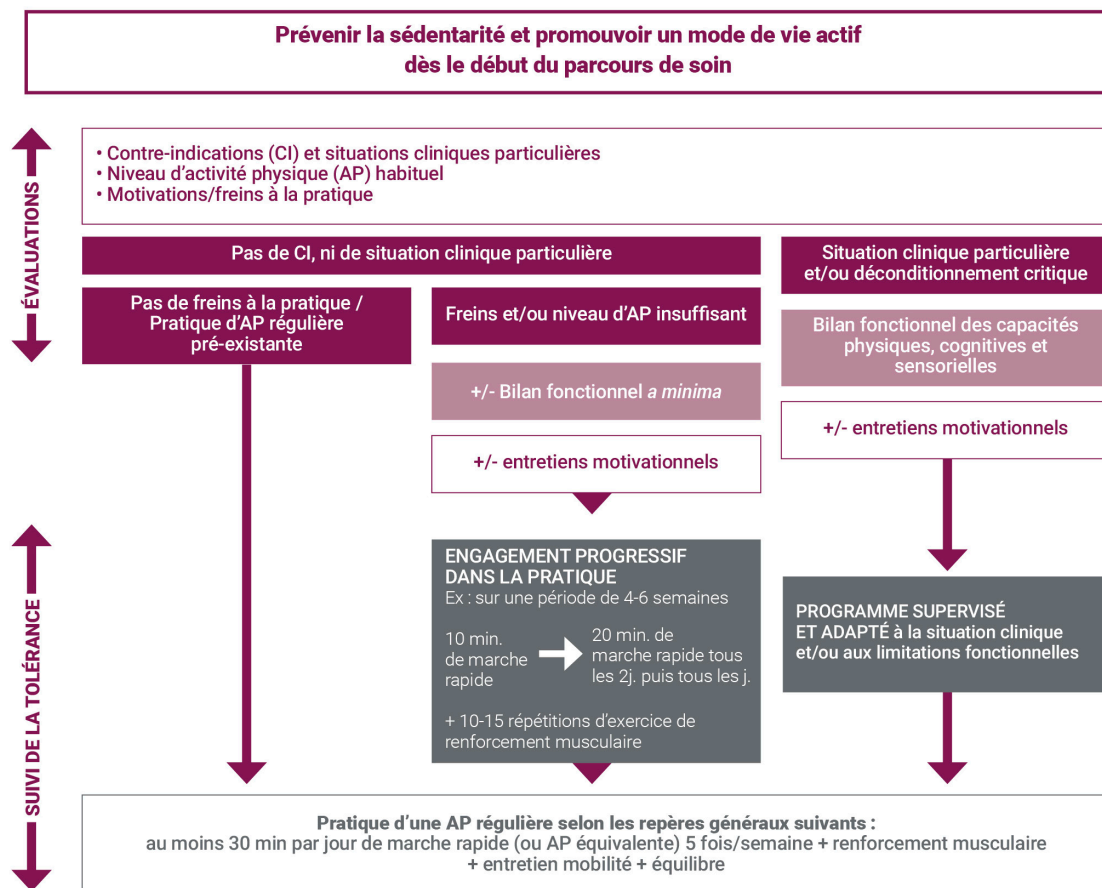 Prévenir la sédentarité et promouvoir un mode de vie actif
dès le début du parcours de soin
ÉVALUATIONS
• Contre-indications (CI) et situations cliniques particulières
• Niveau d'activité physique (AP) habituel
• Motivations/freins à la pratique
Pas de CI, ni de situation clinique particulière
Situation clinique particulière
et/ou déconditionnement critique
Pas de freins à la pratique /
Pratique d'AP régulière
pré-existante
Freins et/ou niveau d'AP insuffisant
Bilan fonctionnel des capacités
physiques, cognitives et
sensorielles
+/- Bilan fonctionnel a minima
+/- entretiens motivationnels
+/- entretiens motivationnels
SUIVI DE LA TOLÉRANCE
ENGAGEMENT PROGRESSIF
DANS LA PRATIQUE
Ex : sur une période de 4-6 semaines
10 min.
de marche
rapide
20 min. de
marche rapide tous
les 2j. puis tous les j.
+ 10-15 répétitions d'exercice de
renforcement musculaire
PROGRAMME SUPERVISÉ
ET ADAPTÉ à la situation clinique
et/ou aux limitations fonctionnelles
Pratique d'une AP régulière selon les repères généraux suivants :
au moins 30 min par jour de marche rapide (ou AP équivalente) 5 fois/semaine + renforcement musculaire
+ entretien mobilité + équilibre